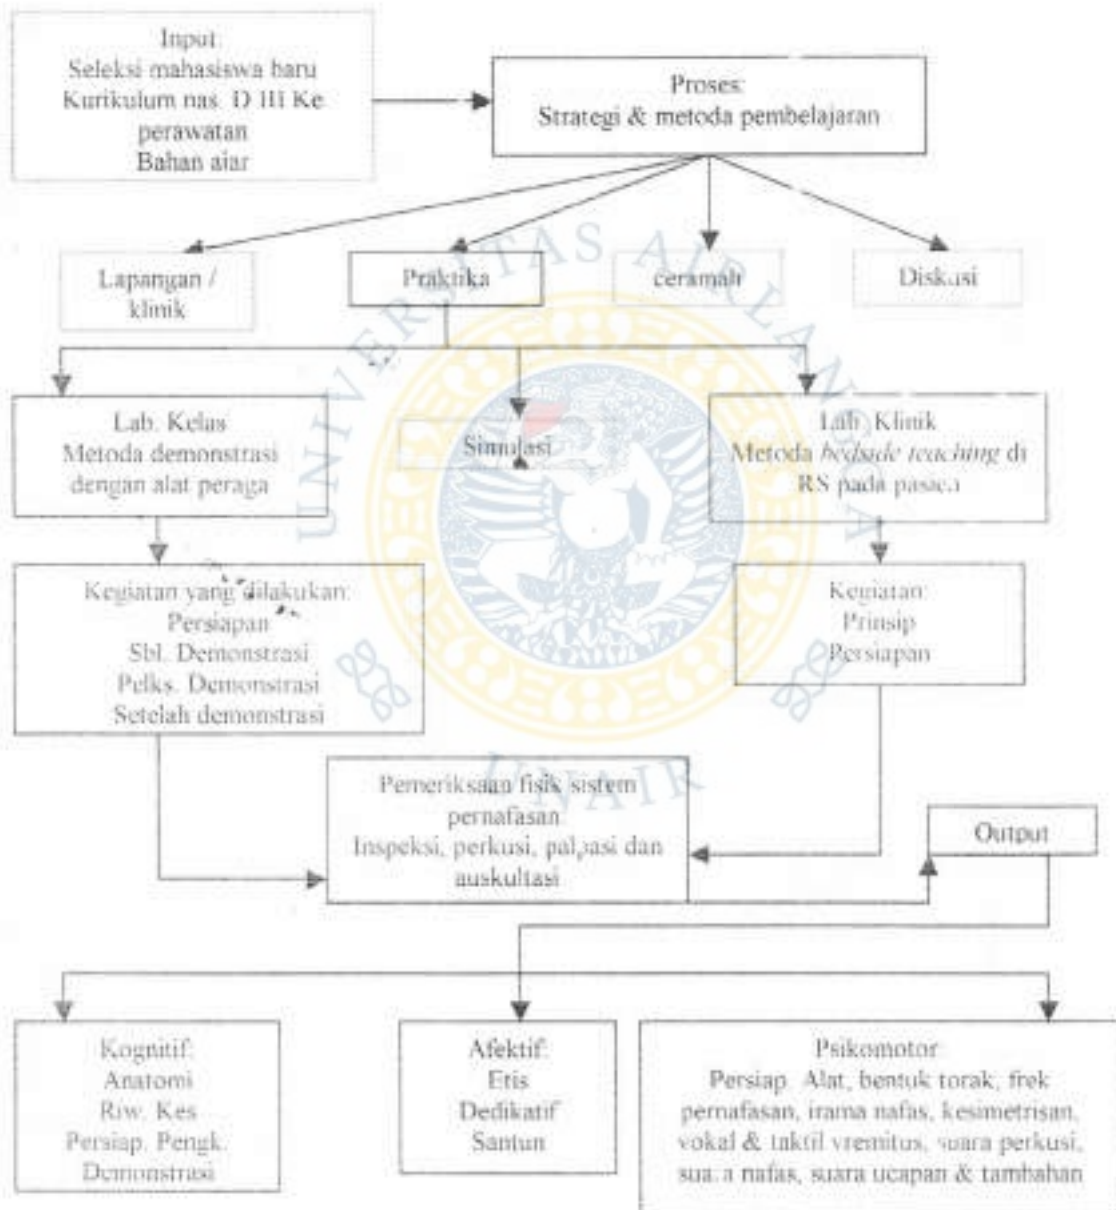 Input:
Seleksi mahasiswa baru
Kurikulum nas. D III Ke
perawatan
Bahan ajar
Proses:
Strategi & metoda pembelajaran
Lapangan /
klinik
Praktika
ceramah
Diskusi
Lab. Kelas
Metoda demonstrasi
dengan alat peraga
Simulasi
Lab. Klinik
Metoda bedside teaching di
RS pada pasien
Kegiatan yang dilakukan:
Persiapan
Sbl. Demonstrasi
Pelks. Demonstrasi
Setelah demonstrasi
Kegiatan:
Prinsip
Persiapan
Pemeriksaan fisik sistem
pernafasan:
Inspeksi, perkusi, palpasi dan
auskultasi
Output
Kognitif:
Anatomi
Riw. Kes
Persiap. Pengk.
Demonstrasi
Afektif:
Etis
Dedikatif
Santun
Psikomotor:
Persiap. Alat, bentuk torak, frek
pernafasan, irama nafas, kesimetrisan,
vokal & taktil vremitus, suara perkusi,
suara nafas, suara ucapan & tambahan
UNIVERSITAS AIRLANGGA
UNAIR